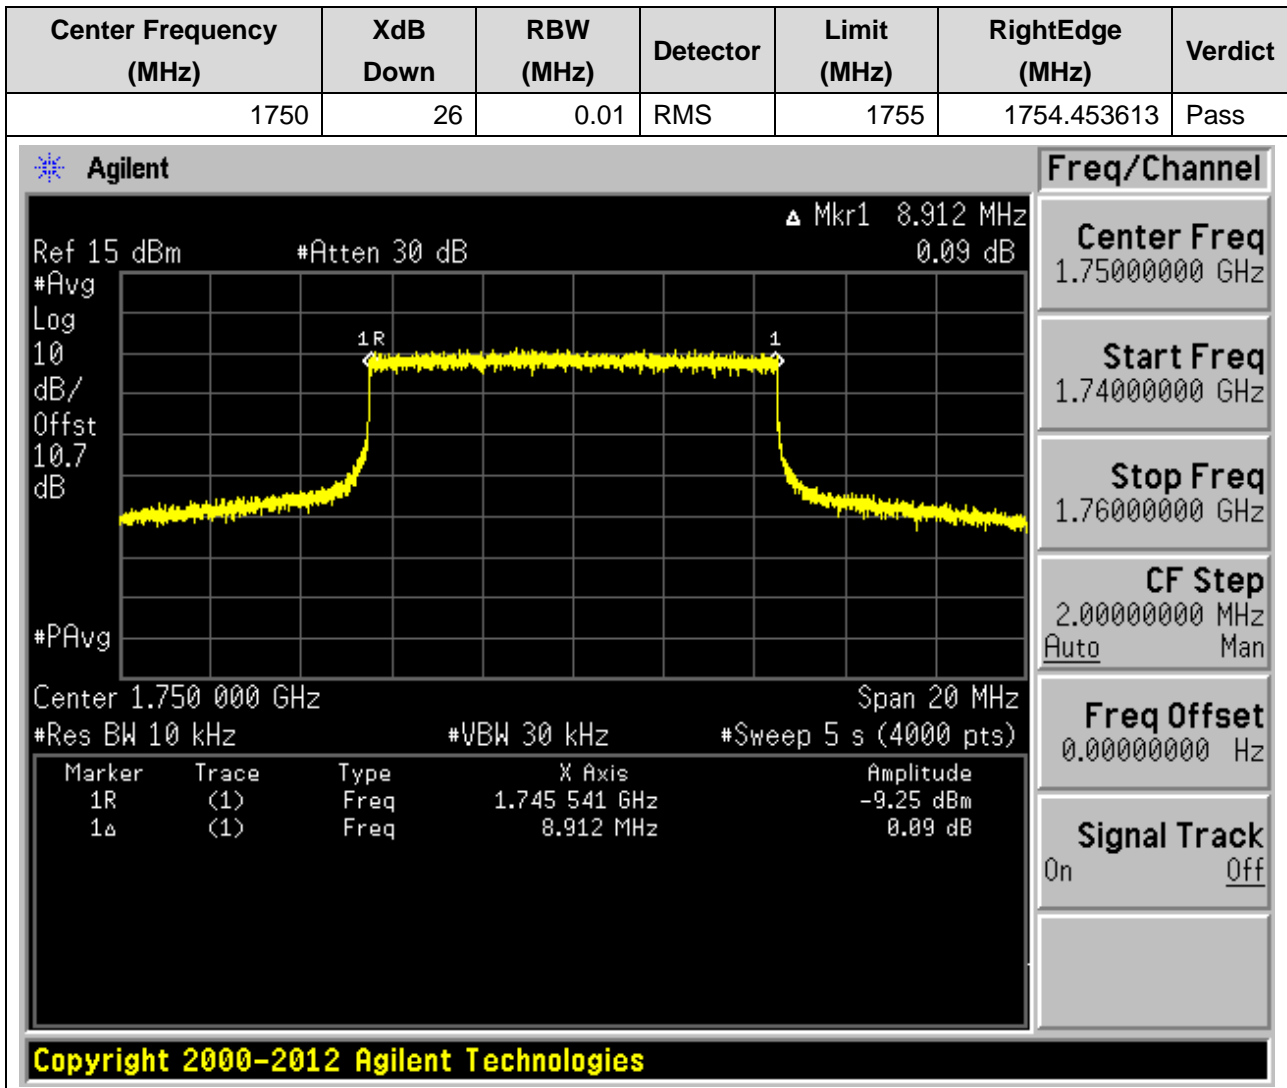 Center Frequency (MHz) XdB Down RBW (MHz) Detector Limit (MHz) RightEdge (MHz) Verdict
1750 26 0.01 RMS 1755 1754.453613 Pass
Agilent
Freq/Channel
Δ Mkr1 8.912 MHz
Ref 15 dBm #Atten 30 dB 0.09 dB
#Avg
Log
10
dB/
Offst
10.7
dB
#PAvg
1R
1
Center 1.750 000 GHz Span 20 MHz
#Res BW 10 kHz #VBW 30 kHz #Sweep 5 s (4000 pts)
Marker Trace Type X Axis Amplitude
1R (1) Freq 1.745 541 GHz -9.25 dBm
1Δ (1) Freq 8.912 MHz 0.09 dB
Center Freq
1.75000000 GHz
Start Freq
1.74000000 GHz
Stop Freq
1.76000000 GHz
CF Step
2.00000000 MHz
Auto Man
Freq Offset
0.00000000 Hz
Signal Track
On Off
Copyright 2000-2012 Agilent Technologies